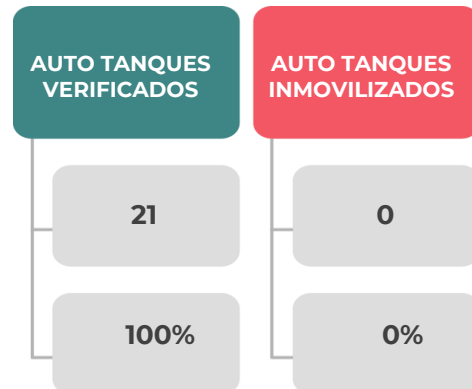 AUTO TANQUES
VERIFICADOS
21
100%
AUTO TANQUES
INMOVILIZADOS
0
0%